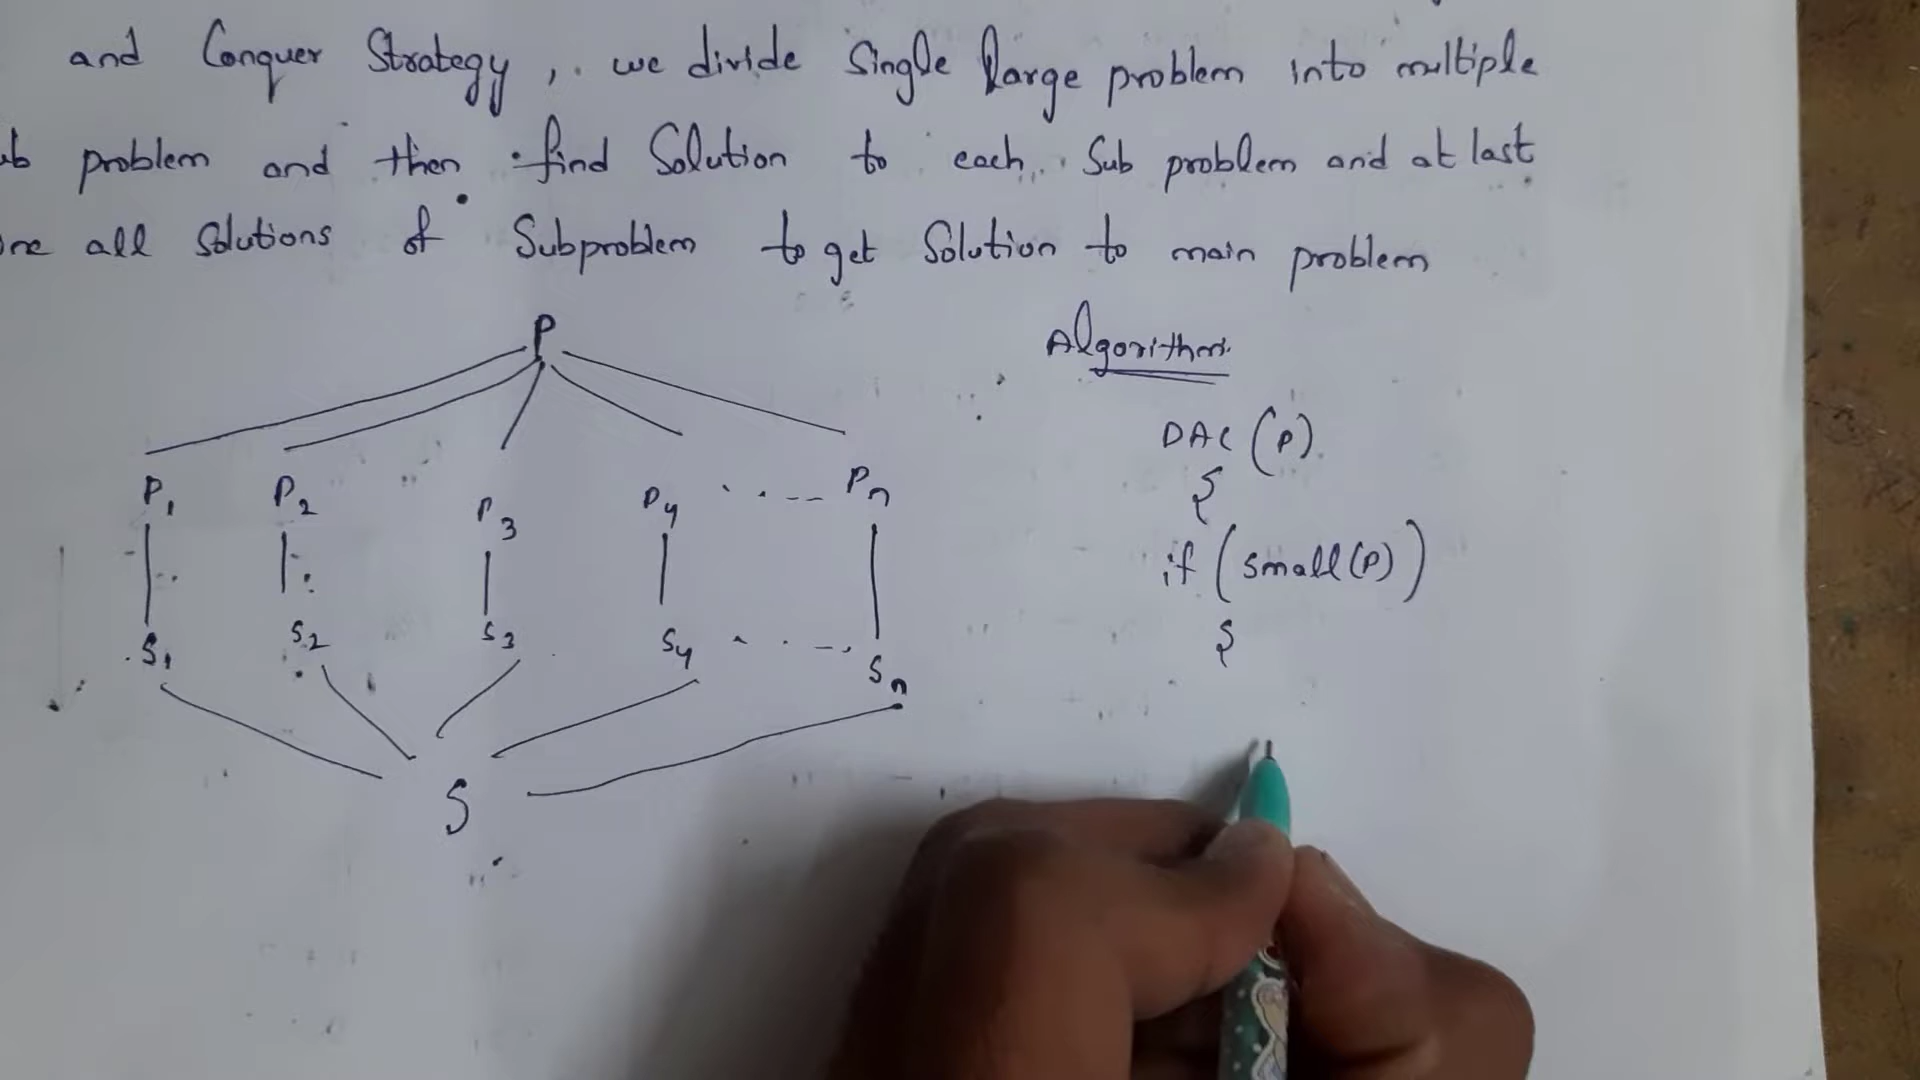 and Conquer Strategy, we divide Single large problem into multiple
problem and then find Solution to each Sub problem and at last
all solutions of Subproblem to get Solution to main problem
P
Algorithm
DAC (P)
{
P1 P2 P3 P4 . . -- Pn
if (small(P))
{
S1 S2 S3 S4 - . -. Sn
S